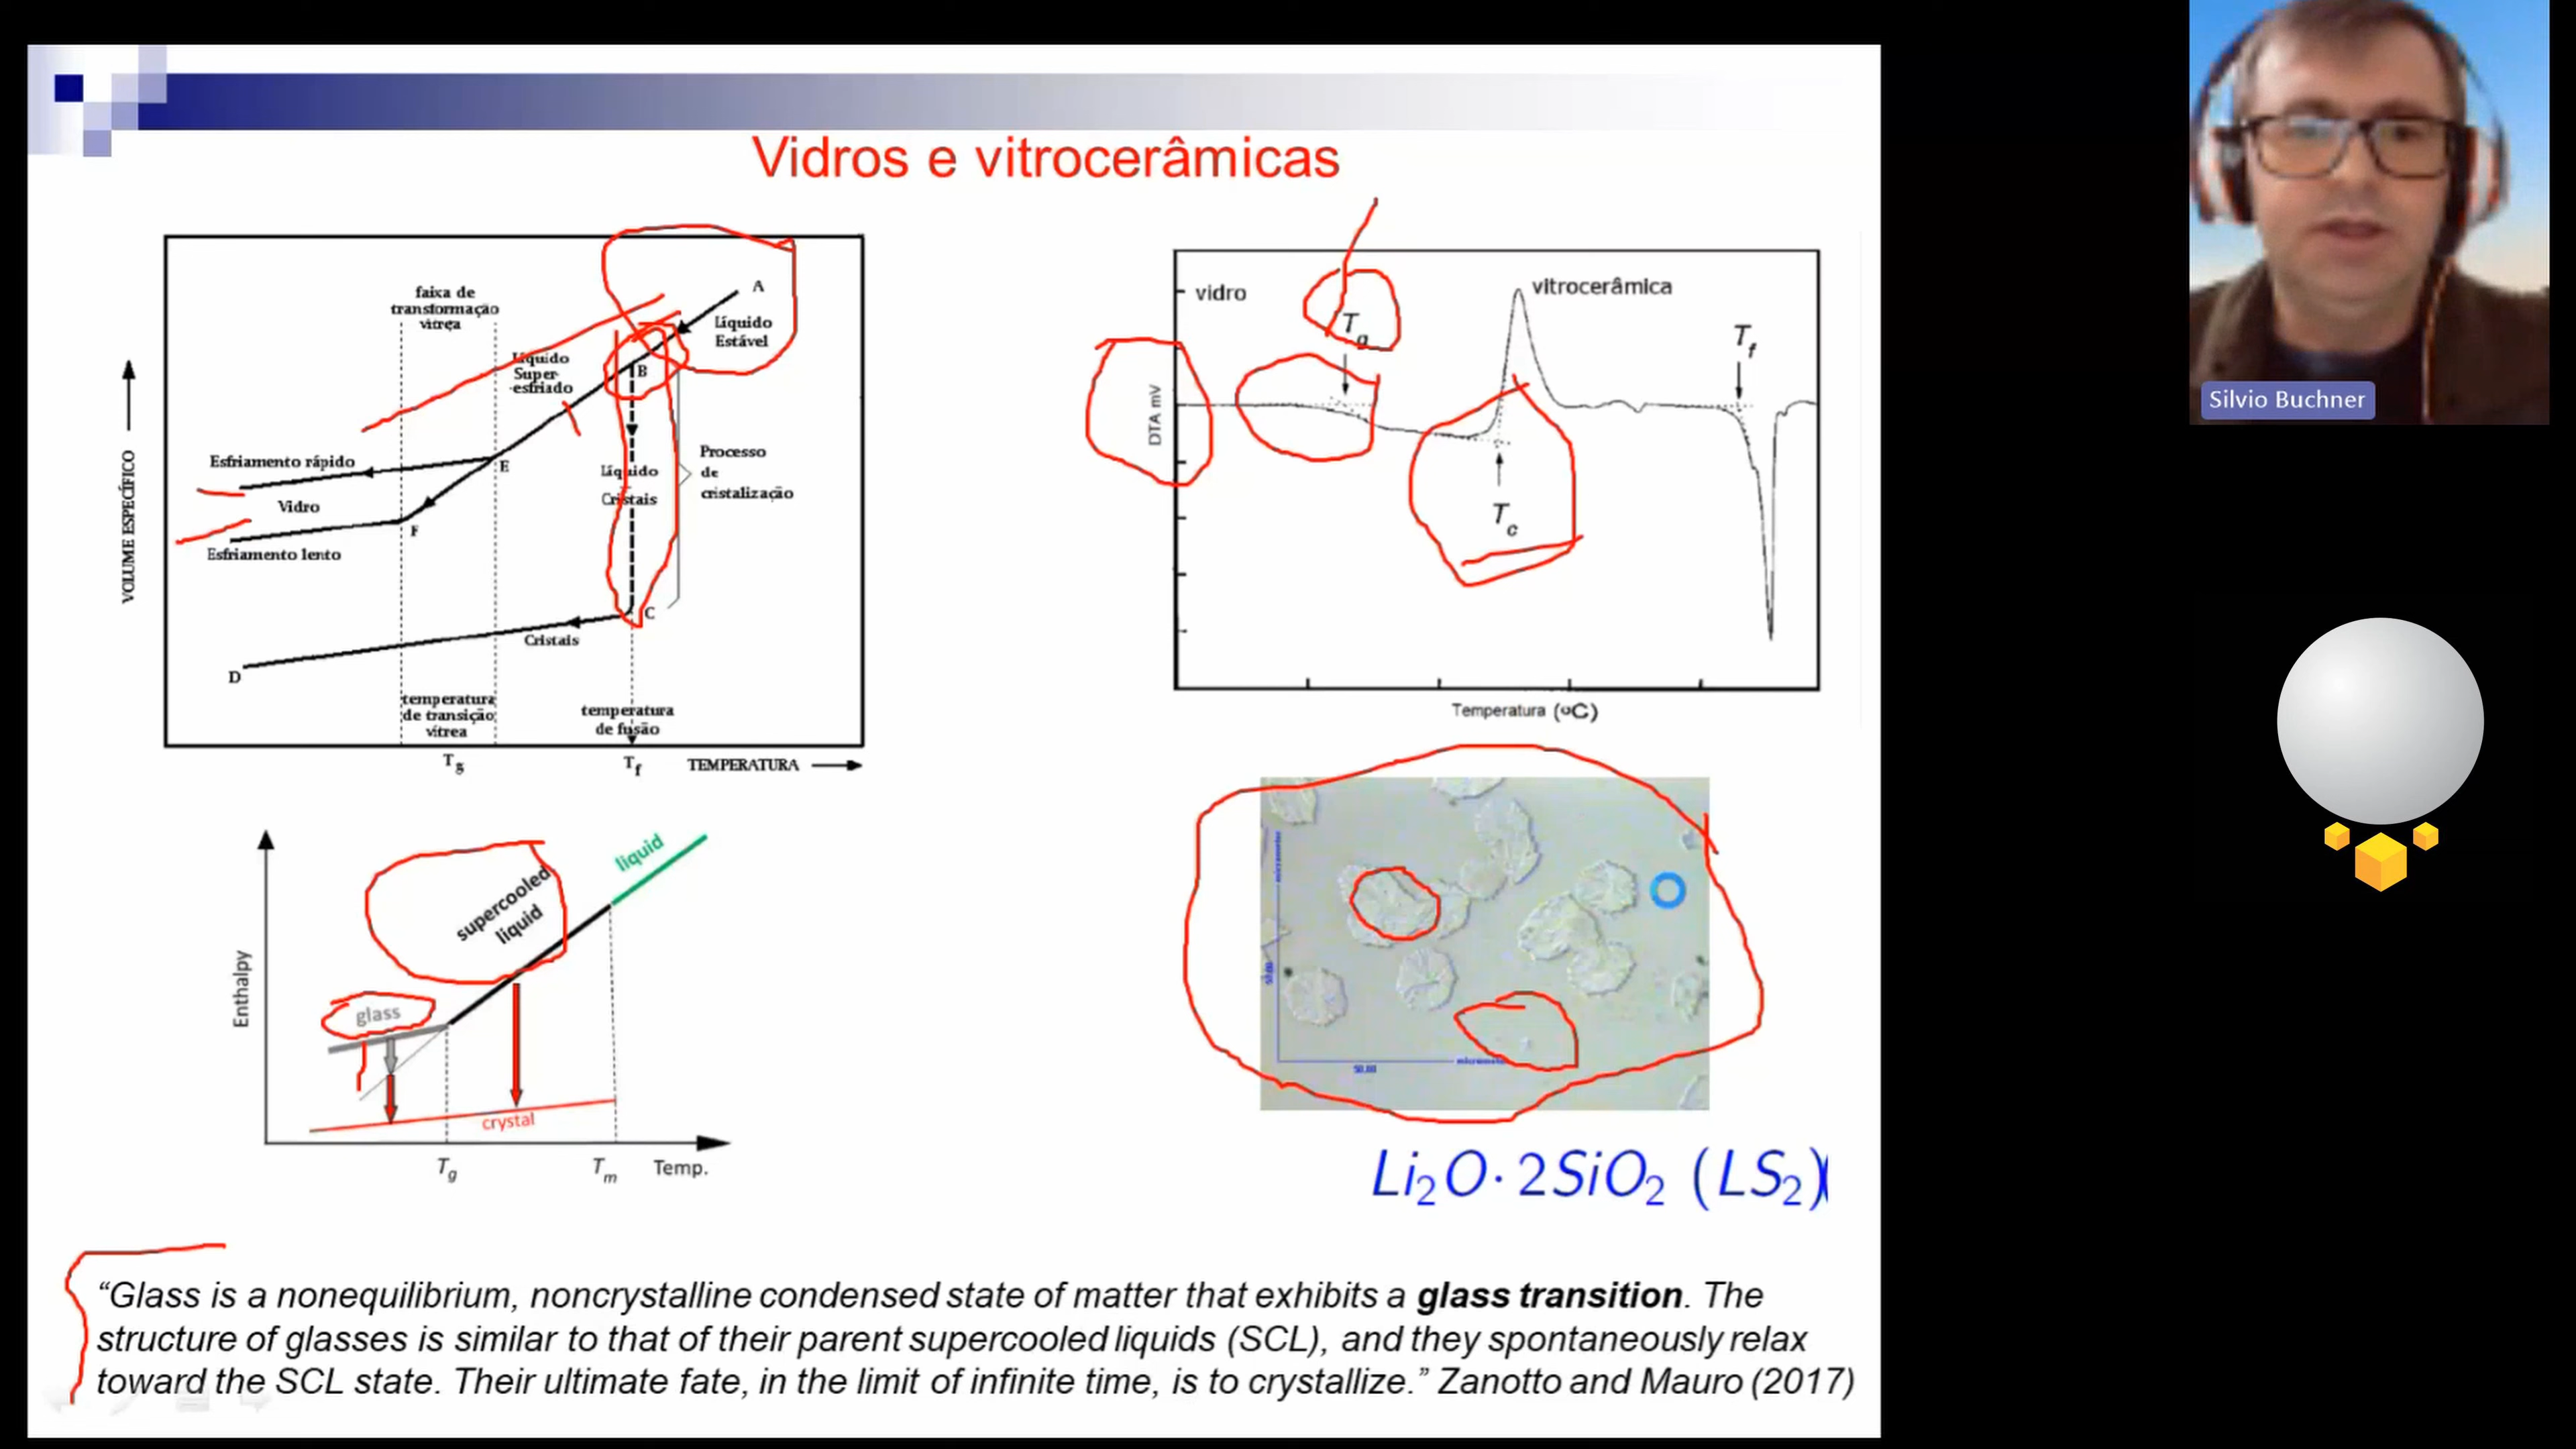 Vidros e vitrocerâmicas
faixa de
transformação
vítrea
A
Líquido
Estável
Líquido
Super-
-esfriado
B
Esfriamento rápido
E
Líquido
Cristais
Processo
de
cristalização
Vidro
F
Esfriamento lento
VOLUME ESPECÍFICO
C
Cristais
D
temperatura
de transição
vítrea
temperatura
de fusão
Tg
Tf
TEMPERATURA
vidro
vitrocerâmica
Tg
Tf
DTA mV
Tc
Temperatura (ºC)
liquid
supercooled
liquid
Enthalpy
glass
crystal
Tg
Tm
Temp.
50.00
Li₂O·2SiO₂ (LS₂)
“Glass is a nonequilibrium, noncrystalline condensed state of matter that exhibits a glass transition. The
structure of glasses is similar to that of their parent supercooled liquids (SCL), and they spontaneously relax
toward the SCL state. Their ultimate fate, in the limit of infinite time, is to crystallize.” Zanotto and Mauro (2017)
Silvio Buchner